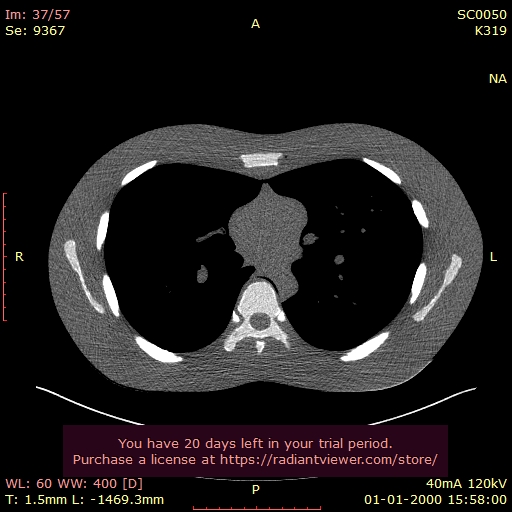 Im: 37/57
Se: 9367
A
SC0050
K319
NA
R
L
You have 20 days left in your trial period.
Purchase a license at https://radiantviewer.com/store/
WL: 60 WW: 400 [D]
T: 1.5mm L: -1469.3mm
P
40mA 120kV
01-01-2000 15:58:00